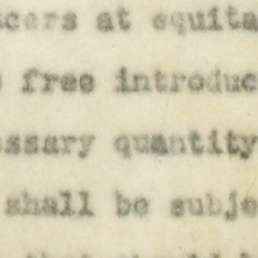 cers at equita
free introduc
ssary quantity
shall be subje